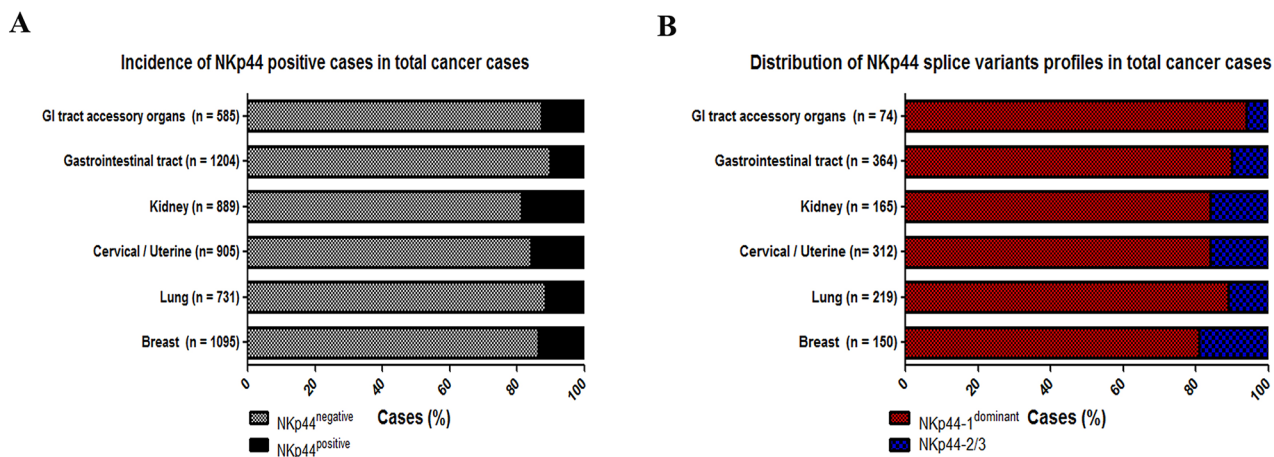 A
Incidence of NKp44 positive cases in total cancer cases
GI tract accessory organs (n = 585)
Gastrointestinal tract (n = 1204)
Kidney (n = 889)
Cervical / Uterine (n= 905)
Lung (n = 731)
Breast (n = 1095)
0 20 40 60 80 100
Cases (%)
NKp44negative
NKp44positive
B
Distribution of NKp44 splice variants profiles in total cancer cases
GI tract accessory organs (n = 74)
Gastrointestinal tract (n = 364)
Kidney (n = 165)
Cervical / Uterine (n = 312)
Lung (n = 219)
Breast (n = 150)
0 20 40 60 80 100
Cases (%)
NKp44-1dominant
NKp44-2/3